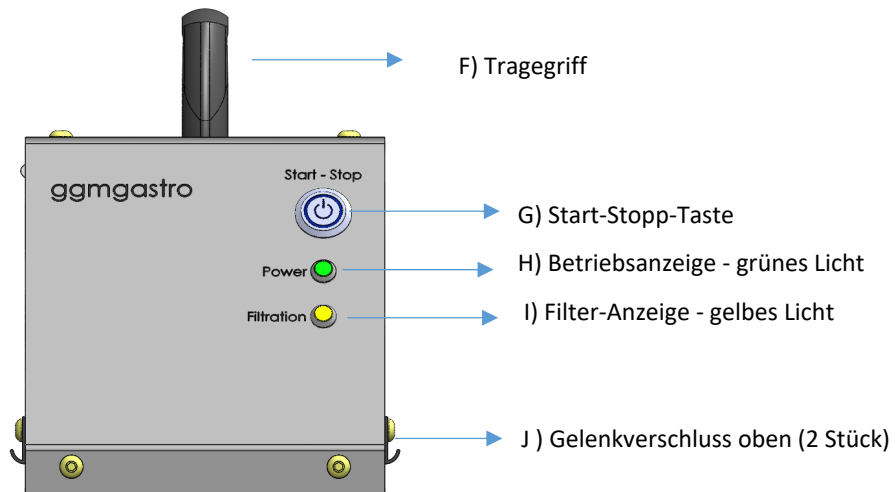 F) Tragegriff
ggmgastro
Start - Stop
G) Start-Stopp-Taste
Power
H) Betriebsanzeige - grünes Licht
Filtration
I) Filter-Anzeige - gelbes Licht
J ) Gelenkverschluss oben (2 Stück)